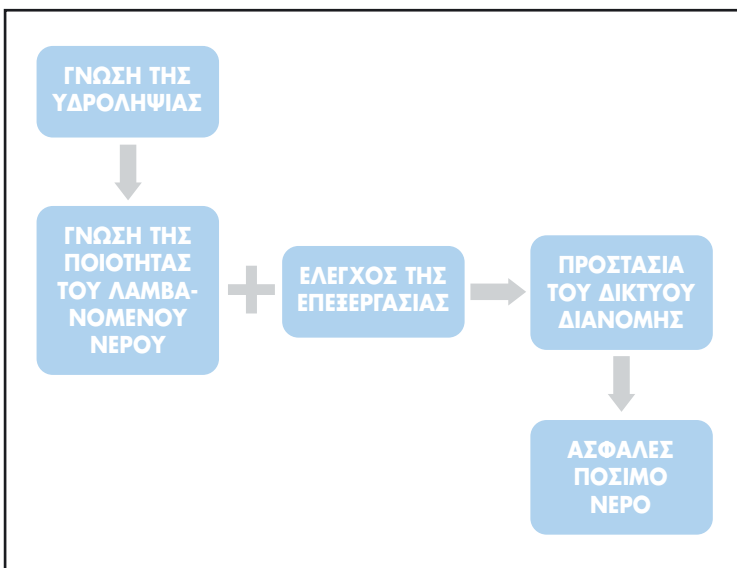 ΓΝΩΣΗ ΤΗΣ
ΥΔΡΟΛΗΨΙΑΣ
ΓΝΩΣΗ ΤΗΣ
ΠΟΙΟΤΗΤΑΣ
ΤΟΥ ΛΑΜΒΑ-
ΝΟΜΕΝΟΥ
ΝΕΡΟΥ
ΕΛΕΓΧΟΣ ΤΗΣ
ΕΠΕΞΕΡΓΑΣΙΑΣ
ΠΡΟΣΤΑΣΙΑ
ΤΟΥ ΔΙΚΤΥΟΥ
ΔΙΑΝΟΜΗΣ
ΑΣΦΑΛΕΣ
ΠΟΣΙΜΟ
ΝΕΡΟ